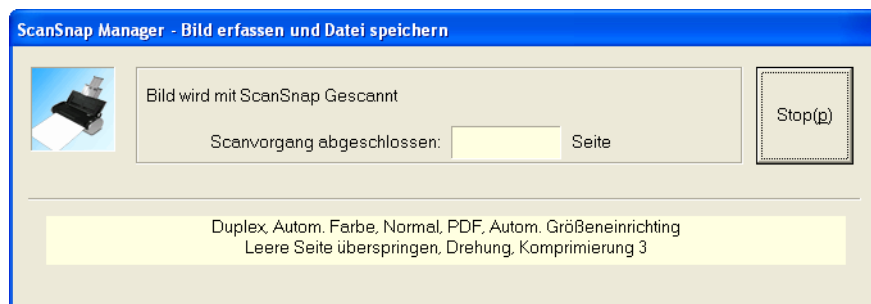 ScanSnap Manager - Bild erfassen und Datei speichern
Bild wird mit ScanSnap Gescannt
Scanvorgang abgeschlossen: Seite
Stop(p)
Duplex, Autom. Farbe, Normal, PDF, Autom. Größeneinrichting
Leere Seite überspringen, Drehung, Komprimierung 3